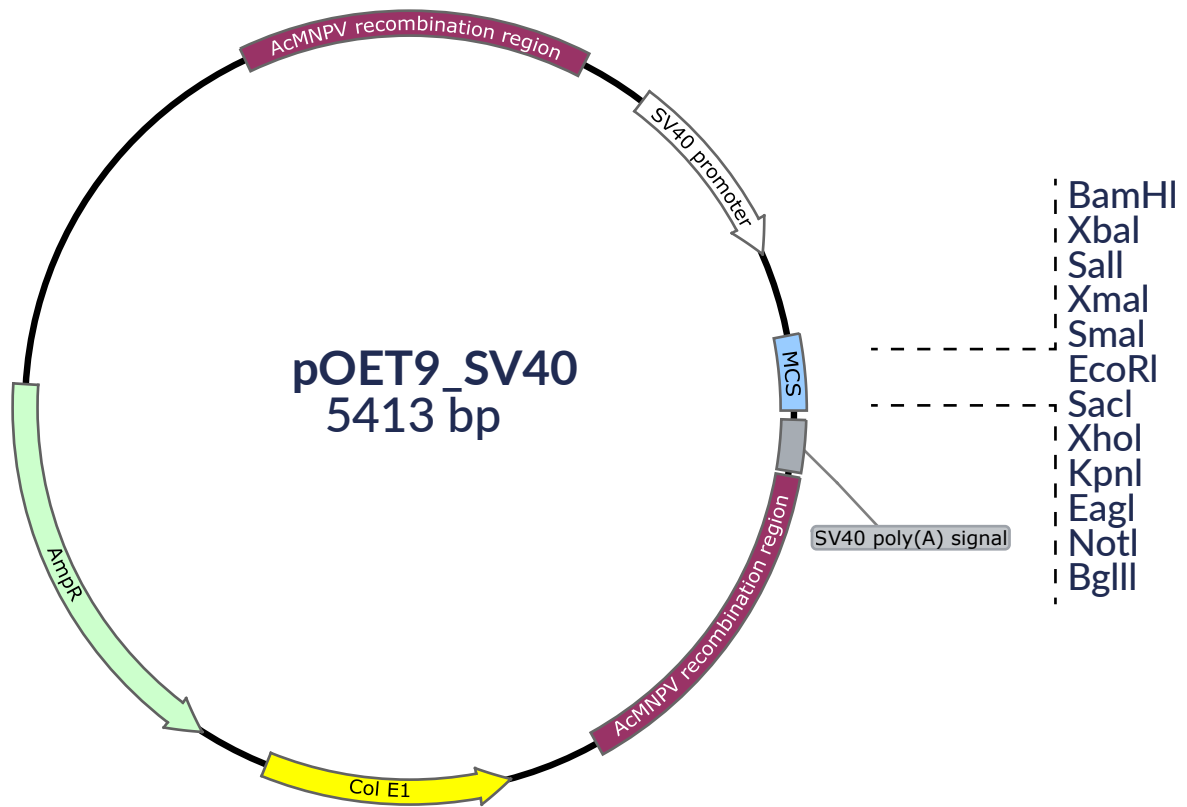 AcMNPV recombination region
SV40 promoter
BamHI
XbaI
SalI
XmaI
SmaI
EcoRI
SacI
XhoI
KpnI
EagI
NotI
BglII
MCS
pOET9_SV40
5413 bp
SV40 poly(A) signal
AcMNPV recombination region
AmpR
Col E1